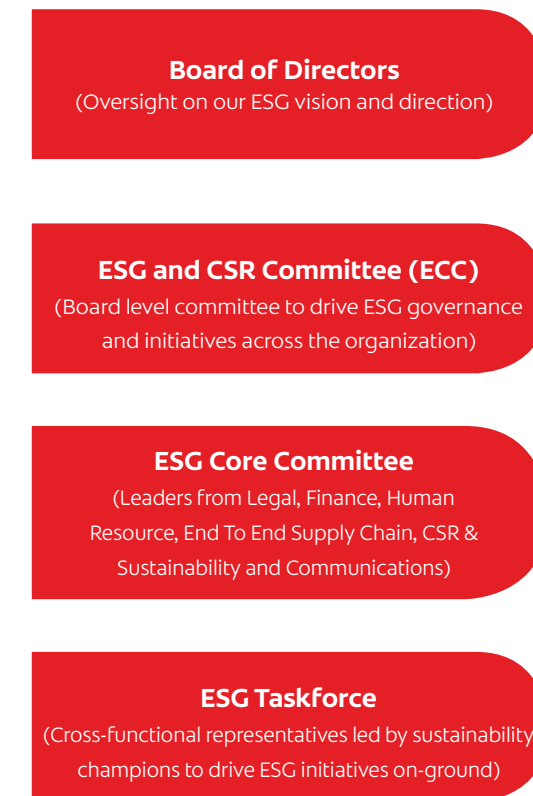 Board of Directors
(Oversight on our ESG vision and direction)
ESG and CSR Committee (ECC)
(Board level committee to drive ESG governance
and initiatives across the organization)
ESG Core Committee
(Leaders from Legal, Finance, Human
Resource, End To End Supply Chain, CSR &
Sustainability and Communications)
ESG Taskforce
(Cross-functional representatives led by sustainability
champions to drive ESG initiatives on-ground)